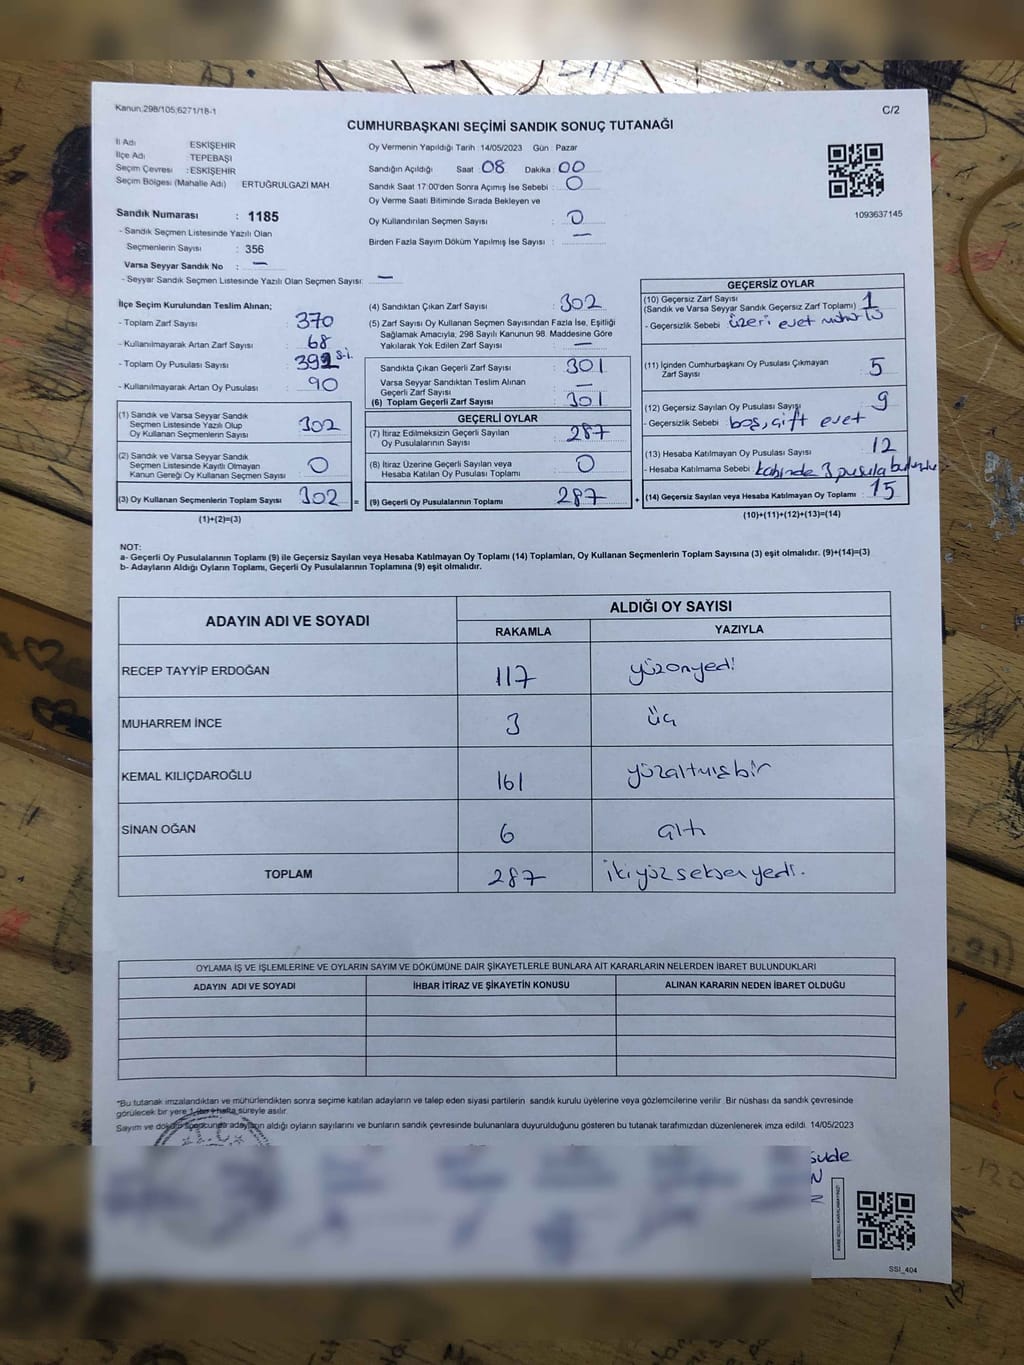 Kanun:298/105;6271/18-1
C/2
CUMHURBAŞKANI SEÇİMİ SANDIK SONUÇ TUTANAĞI
İl Adı ESKİŞEHİR
İlçe Adı TEPEBAŞI
Seçim Çevresi : ESKİŞEHİR
Seçim Bölgesi (Mahalle Adı) ERTUĞRULGAZİ MAH.
Sandık Numarası : 1185
- Sandık Seçmen Listesinde Yazılı Olan
Seçmenlerin Sayısı : 356
Varsa Seyyar Sandık No : —
- Seyyar Sandık Seçmen Listesinde Yazılı Olan Seçmen Sayısı: —
Oy Vermenin Yapıldığı Tarih : 14/05/2023 Gün : Pazar
Sandığın Açıldığı Saat : 08 Dakika : 00
Sandık Saat 17:00'den Sonra Açımış İse Sebebi : 0
Oy Verme Saati Bitiminde Sırada Bekleyen ve
Oy Kullandırılan Seçmen Sayısı : 0
Birden Fazla Sayım Döküm Yapılmış İse Sayısı : —
1093637145
İlçe Seçim Kurulundan Teslim Alınan;
- Toplam Zarf Sayısı : 370
- Kullanılmayarak Artan Zarf Sayısı : 68
- Toplam Oy Pusulası Sayısı : 392 S.İ.
- Kullanılmayarak Artan Oy Pusulası : 90
(1) Sandık ve Varsa Seyyar Sandık
Seçmen Listesinde Yazılı Olup
Oy Kullanan Seçmenlerin Sayısı : 302
(2) Sandık ve Varsa Seyyar Sandık
Seçmen Listesinde Kayıtlı Olmayan
Kanun Gereği Oy Kullanan Seçmen Sayısı : 0
(3) Oy Kullanan Seçmenlerin Toplam Sayısı : 302 =
(1)+(2)=(3)
(4) Sandıktan Çıkan Zarf Sayısı : 302
(5) Zarf Sayısı Oy Kullanan Seçmen Sayısından Fazla İse, Eşitliği
Sağlamak Amacıyla, 298 Sayılı Kanunun 98. Maddesine Göre
Yakılarak Yok Edilen Zarf Sayısı : —
Sandıkta Çıkan Geçerli Zarf Sayısı : 301
Varsa Seyyar Sandıktan Teslim Alınan
Geçerli Zarf Sayısı : —
(6) Toplam Geçerli Zarf Sayısı : 301
GEÇERLİ OYLAR
(7) İtiraz Edilmeksizin Geçerli Sayılan
Oy Pusulalarının Sayısı : 287
(8) İtiraz Üzerine Geçerli Sayılan veya
Hesaba Katılan Oy Pusulası Toplamı : 0
(9) Geçerli Oy Pusulalarının Toplamı : 287 +
GEÇERSİZ OYLAR
(10) Geçersiz Zarf Sayısı
(Sandık ve Varsa Seyyar Sandık Geçersiz Zarf Toplamı) : 1
- Geçersizlik Sebebi : üzeri evet mühürlü
(11) İçinden Cumhurbaşkanı Oy Pusulası Çıkmayan
Zarf Sayısı : 5
(12) Geçersiz Sayılan Oy Pusulası Sayısı : 9
- Geçersizlik Sebebi : boş, çift evet
(13) Hesaba Katılmayan Oy Pusulası Sayısı : 12
- Hesaba Katılmama Sebebi : kabinde 3 pusula
(14) Geçersiz Sayılan veya Hesaba Katılmayan Oy Toplamı : 15
(10)+(11)+(12)+(13)=(14)
NOT:
a- Geçerli Oy Pusulalarının Toplamı (9) ile Geçersiz Sayılan veya Hesaba Katılmayan Oy Toplamı (14) Toplamları, Oy Kullanan Seçmenlerin Toplam Sayısına (3) eşit olmalıdır. (9)+(14)=(3)
b- Adayların Aldığı Oyların Toplamı, Geçerli Oy Pusulalarının Toplamına (9) eşit olmalıdır.
ADAYIN ADI VE SOYADI ALDIĞI OY SAYISI
RAKAMLA YAZIYLA
RECEP TAYYİP ERDOĞAN 117 yüzonyedi
MUHARREM İNCE 3 üç
KEMAL KILIÇDAROĞLU 161 yüzaltmışbir
SİNAN OĞAN 6 altı
TOPLAM 287 ikiyüzseksenyedi.
OYLAMA İŞ VE İŞLEMLERİNE VE OYLARIN SAYIM VE DÖKÜMÜNE DAİR ŞİKAYETLERLE BUNLARA AİT KARARLARIN NELERDEN İBARET BULUNDUKLARI
ADAYIN ADI VE SOYADI İHBAR İTİRAZ VE ŞİKAYETİN KONUSU ALINAN KARARIN NEDEN İBARET OLDUĞU
*Bu tutanak imzalandıktan ve mühürlendikten sonra seçime katılan adayların ve talep eden siyasi partilerin sandık kurulu üyelerine veya gözlemcilerine verilir. Bir nüshası da sandık çevresinde
görülecek bir yere 1 (bir) hafta süreyle asılır.
Sayım ve döküm sonucunda adayların aldığı oyların sayılarını ve bunların sandık çevresinde bulunanlara duyurulduğunu gösteren bu tutanak tarafımızdan düzenlenerek imza edildi. 14/05/2023
T.C.
Sude
N
SSI_404